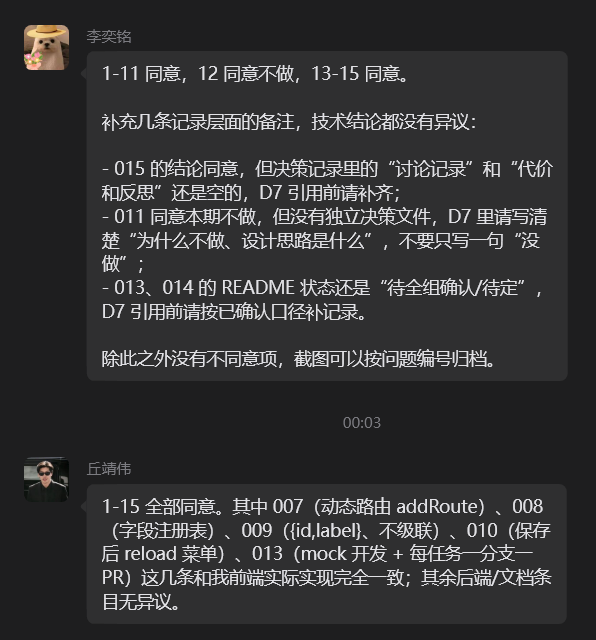 李奕铭
1-11 同意，12 同意不做，13-15 同意。
补充几条记录层面的备注，技术结论都没有异议：
- 015 的结论同意，但决策记录里的“讨论记录”和“代价
和反思”还是空的，D7 引用前请补齐；
- 011 同意本期不做，但没有独立决策文件，D7 里请写清
楚“为什么不做、设计思路是什么”，不要只写一句“没
做”；
- 013、014 的 README 状态还是“待全组确认/待定”，
D7 引用前请按已确认口径补记录。
除此之外没有不同意项，截图可以按问题编号归档。
00:03
丘靖伟
1-15 全部同意。其中 007（动态路由 addRoute）、008
（字段注册表）、009（{id,label}、不级联）、010（保存
后 reload 菜单）、013（mock 开发 + 每任务一分支一
PR）这几条和我前端实际实现完全一致；其余后端/文档条
目无异议。